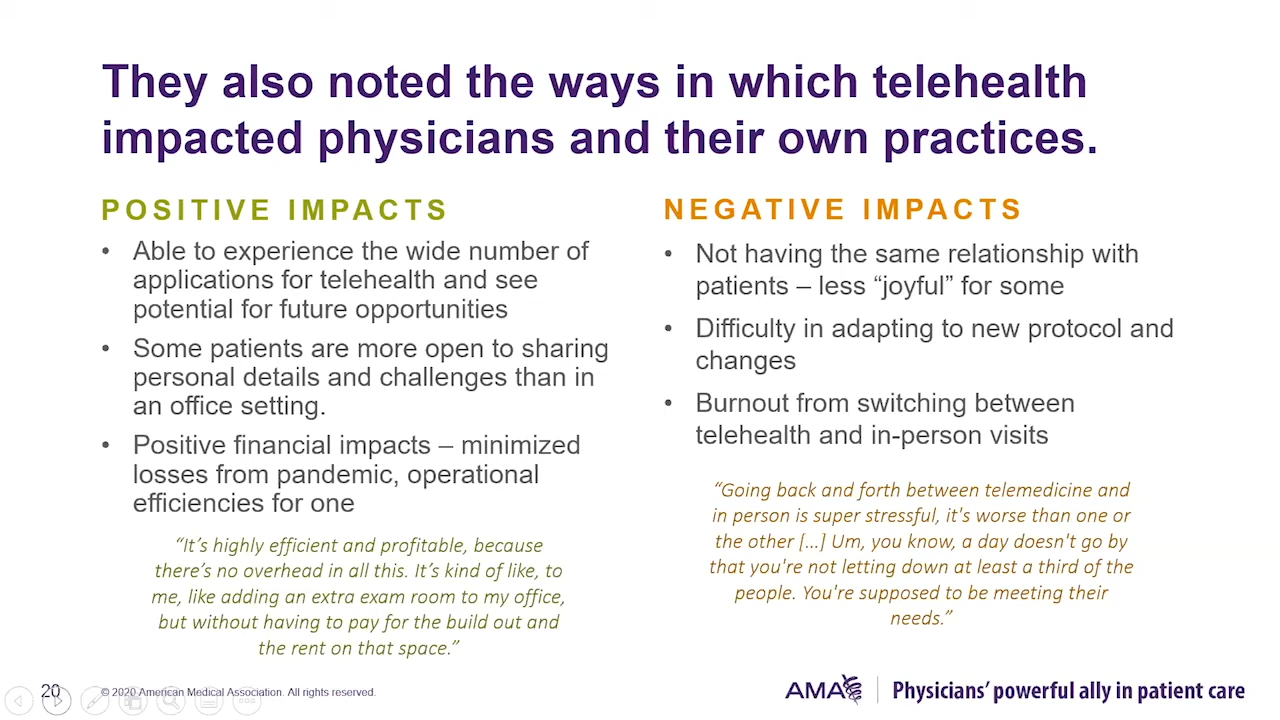 They also noted the ways in which telehealth
impacted physicians and their own practices.
POSITIVE IMPACTS
• Able to experience the wide number of
applications for telehealth and see
potential for future opportunities
• Some patients are more open to sharing
personal details and challenges than in
an office setting.
• Positive financial impacts – minimized
losses from pandemic, operational
efficiencies for one
“It’s highly efficient and profitable, because
there’s no overhead in all this. It’s kind of like, to
me, like adding an extra exam room to my office,
but without having to pay for the build out and
the rent on that space.”
NEGATIVE IMPACTS
• Not having the same relationship with
patients – less “joyful” for some
• Difficulty in adapting to new protocol and
changes
• Burnout from switching between
telehealth and in-person visits
“Going back and forth between telemedicine and
in person is super stressful, it's worse than one or
the other […] Um, you know, a day doesn't go by
that you're not letting down at least a third of the
people. You're supposed to be meeting their
needs.”
20
© 2020 American Medical Association. All rights reserved.
AMA
Physicians’ powerful ally in patient care